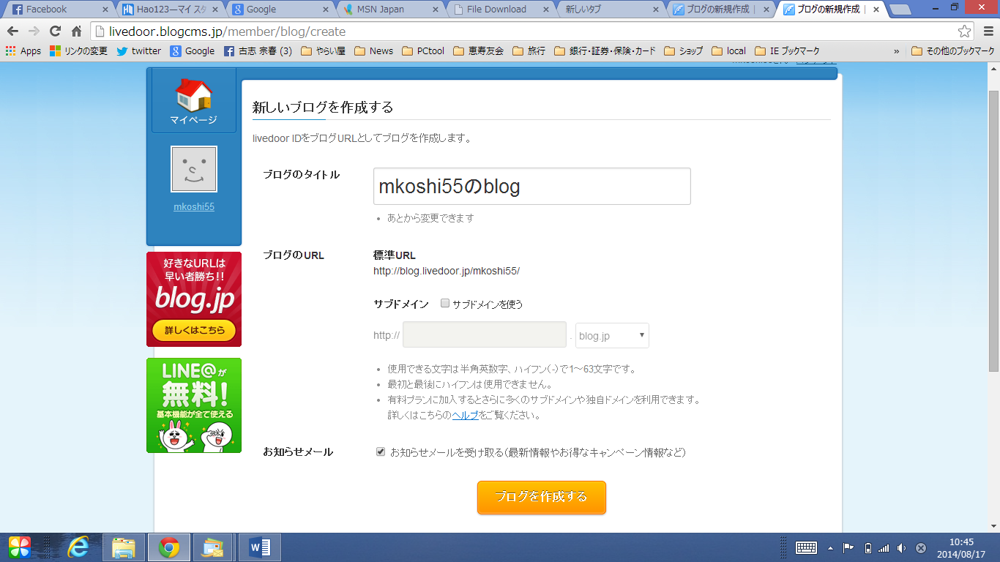 Facebook
Hao123—マイ スタ
Google
MSN Japan
File Download
新しいタブ
ブログの新規作成 |
ブログの新規作成 |
livedoor.blogcms.jp/member/blog/create
Apps リンクの変更 twitter Google 古志 宗春 (3) やらい屋 News PCtool 恵寿友会 旅行 銀行・証券・保険・カード ショップ local IE ブックマーク » その他のブックマーク
マイページ
mkoshi55
好きなURLは
早い者勝ち!!
blog.jp
詳しくはこちら
LINE@が
無料!
基本機能が全て使える
新しいブログを作成する
livedoor IDをブログURLとしてブログを作成します。
ブログのタイトル
mkoshi55のblog
あとから変更できます
ブログのURL
標準URL
http://blog.livedoor.jp/mkoshi55/
サブドメイン サブドメインを使う
http:// . blog.jp
使用できる文字は半角英数字、ハイフン(-)で1～63文字です。
最初と最後にハイフンは使用できません。
有料プランに加入するとさらに多くのサブドメインや独自ドメインを利用できます。
詳しくはこちらのヘルプをご覧ください。
お知らせメール
お知らせメールを受け取る(最新情報やお得なキャンペーン情報など)
ブログを作成する
10:45
2014/08/17